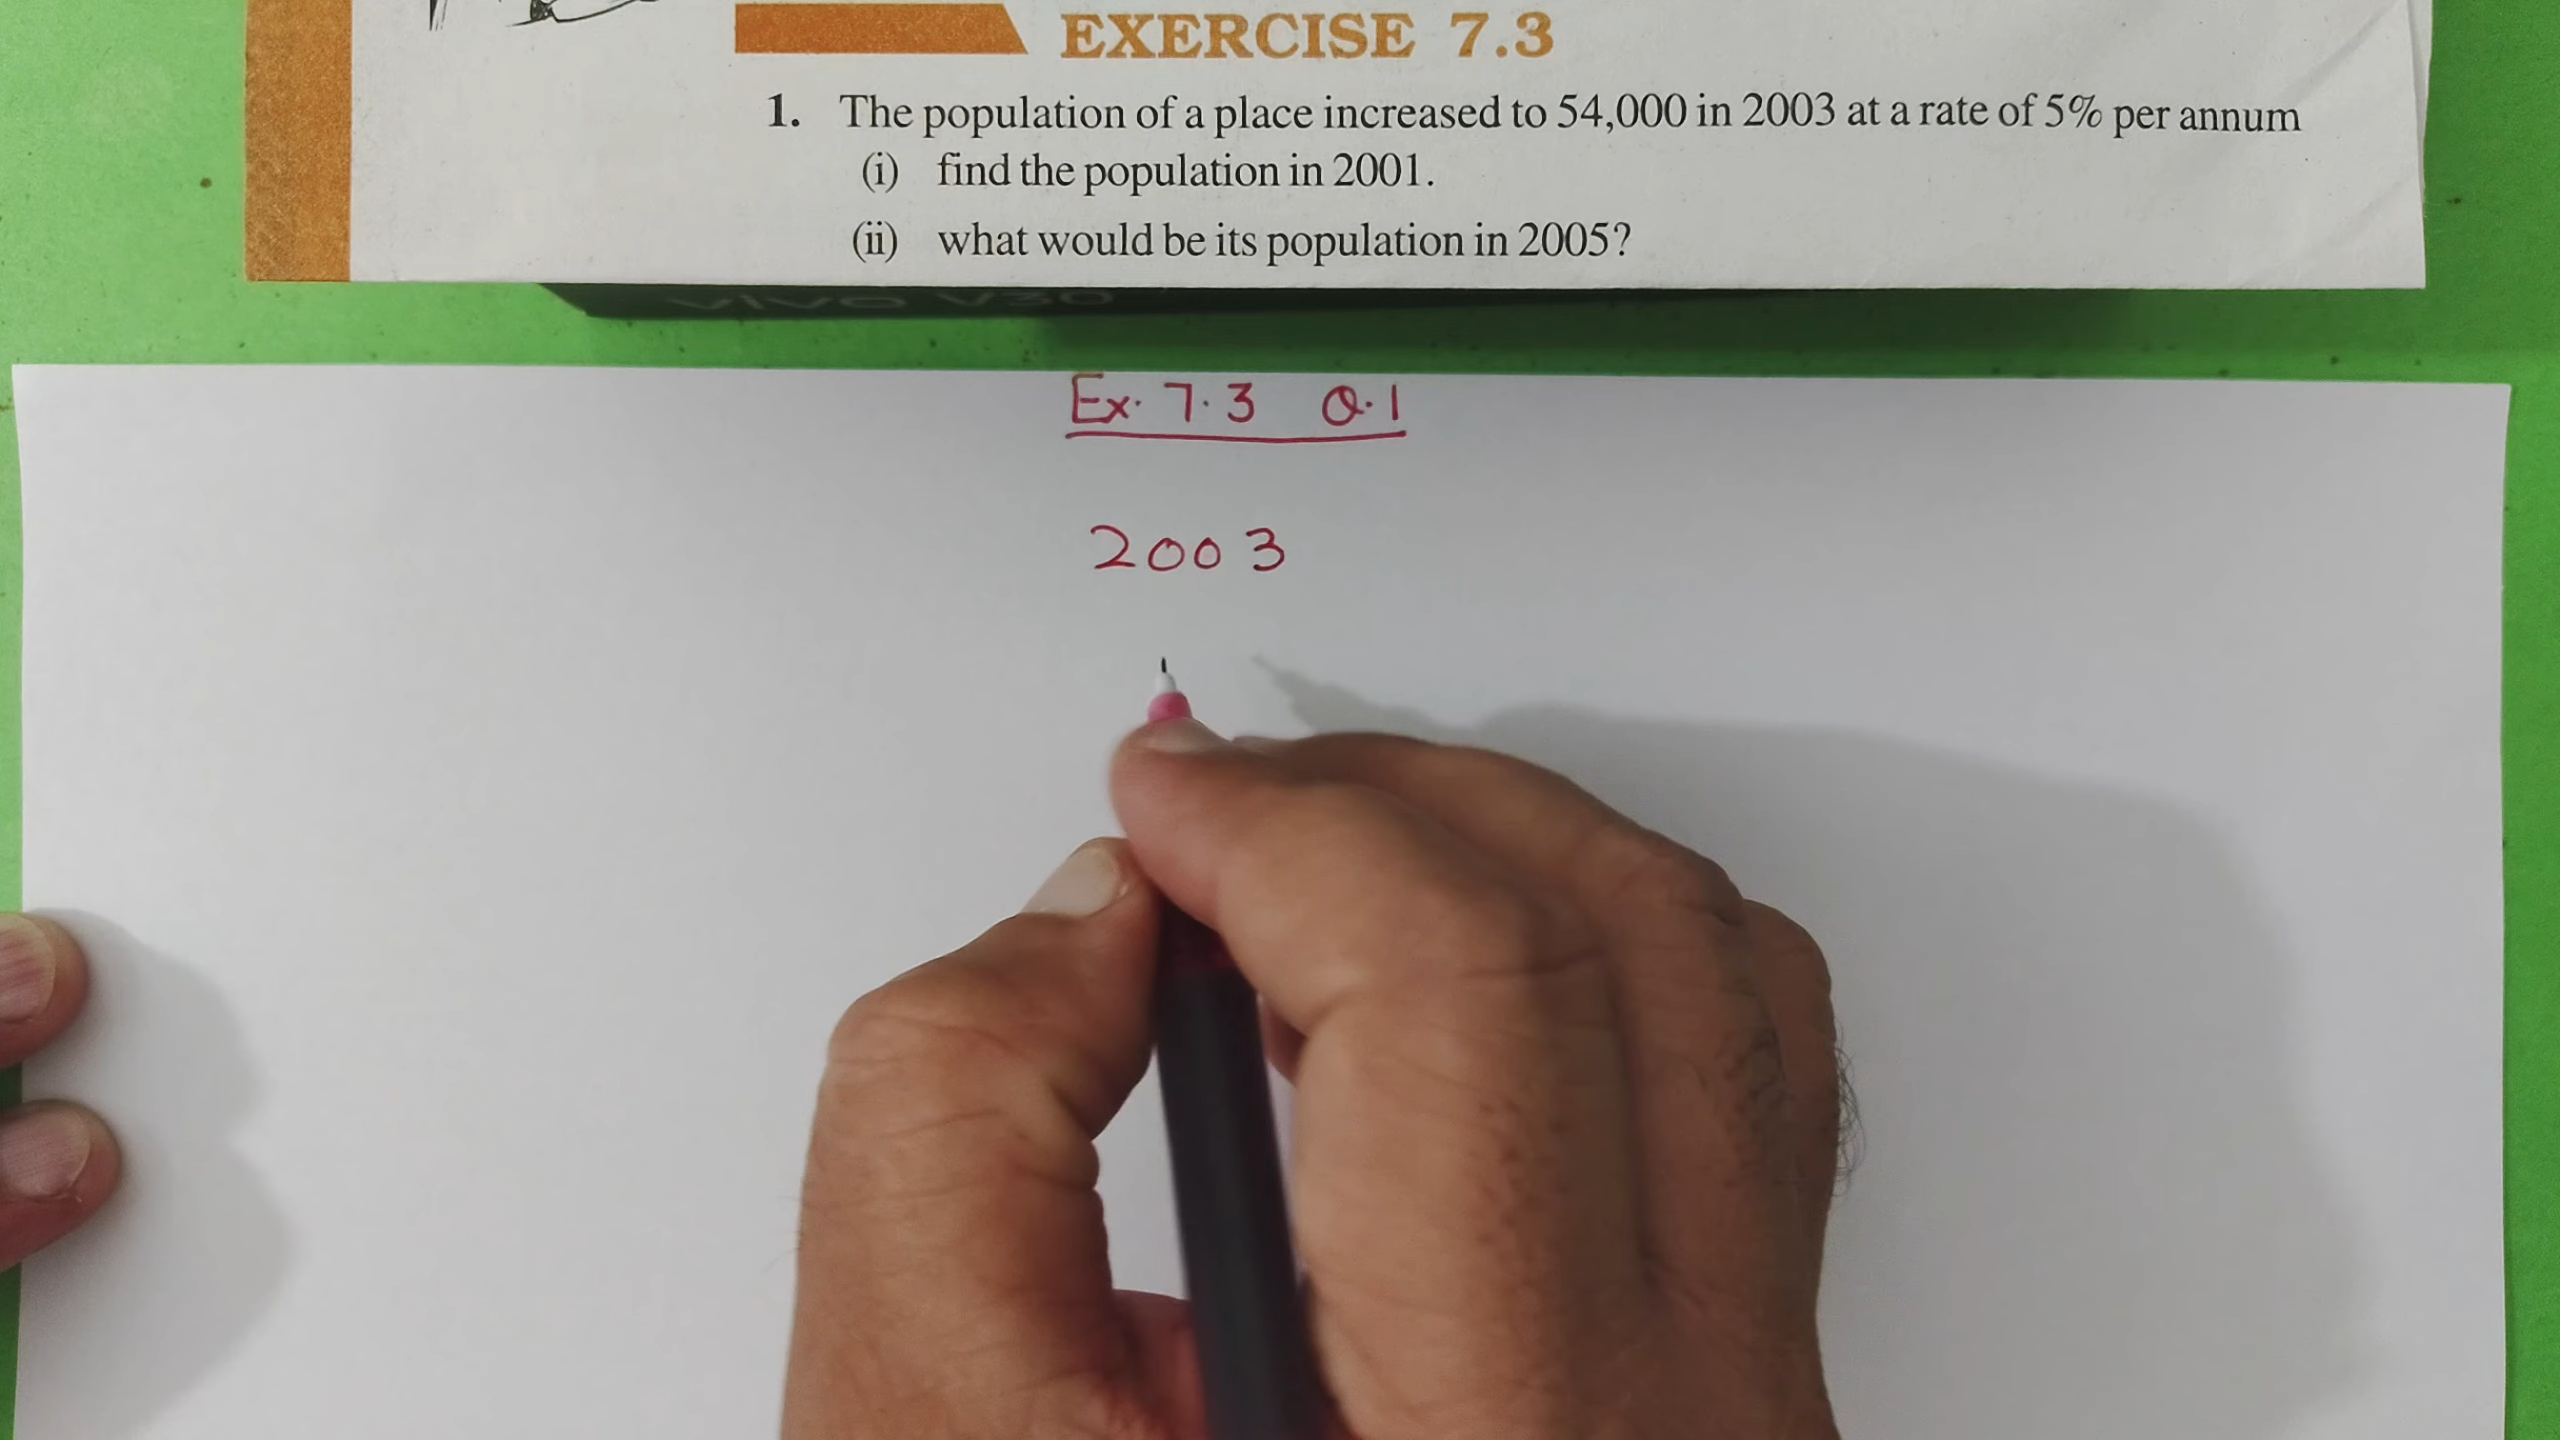 EXERCISE 7.3
1. The population of a place increased to 54,000 in 2003 at a rate of 5% per annum
(i) find the population in 2001.
(ii) what would be its population in 2005?
vivo V30
Ex. 7.3 Q.1
2003